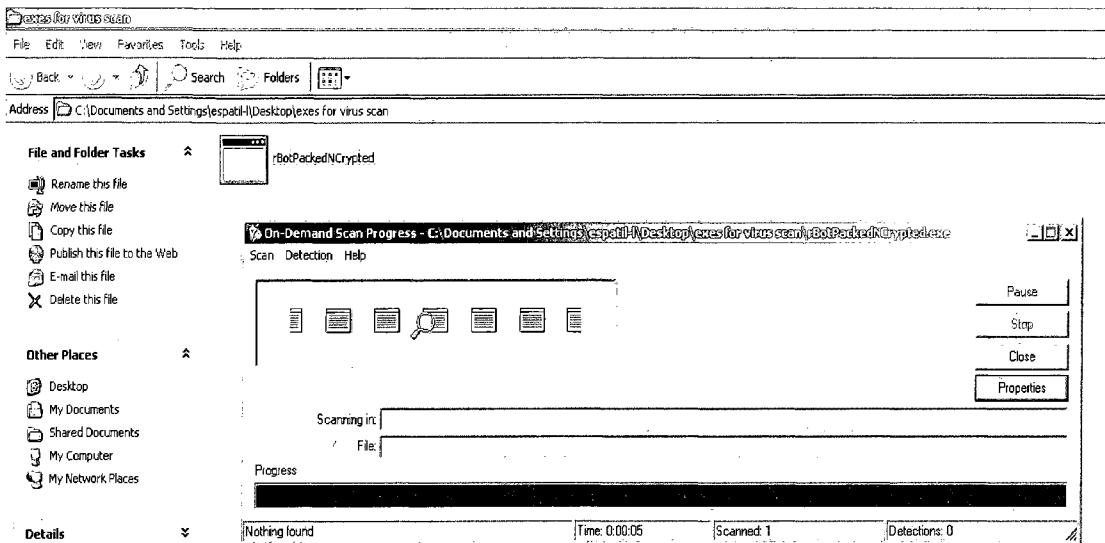 exes for virus scan
File Edit View Favorites Tools Help
Back Search Folders
Address C:\Documents and Settings\espatil-l\Desktop\exes for virus scan
File and Folder Tasks
Rename this file
Move this file
Copy this file
Publish this file to the Web
E-mail this file
Delete this file
Other Places
Desktop
My Documents
Shared Documents
My Computer
My Network Places
Details
rBotPackedNCrypted
On-Demand Scan Progress - C:\Documents and Settings\espatil-l\Desktop\exes for virus scan\rBotPackedNCrypted.exe
Scan Detection Help
Pause
Stop
Close
Properties
Scanning in:
File:
Progress
Nothing found Time: 0:00:05 Scanned: 1 Detections: 0